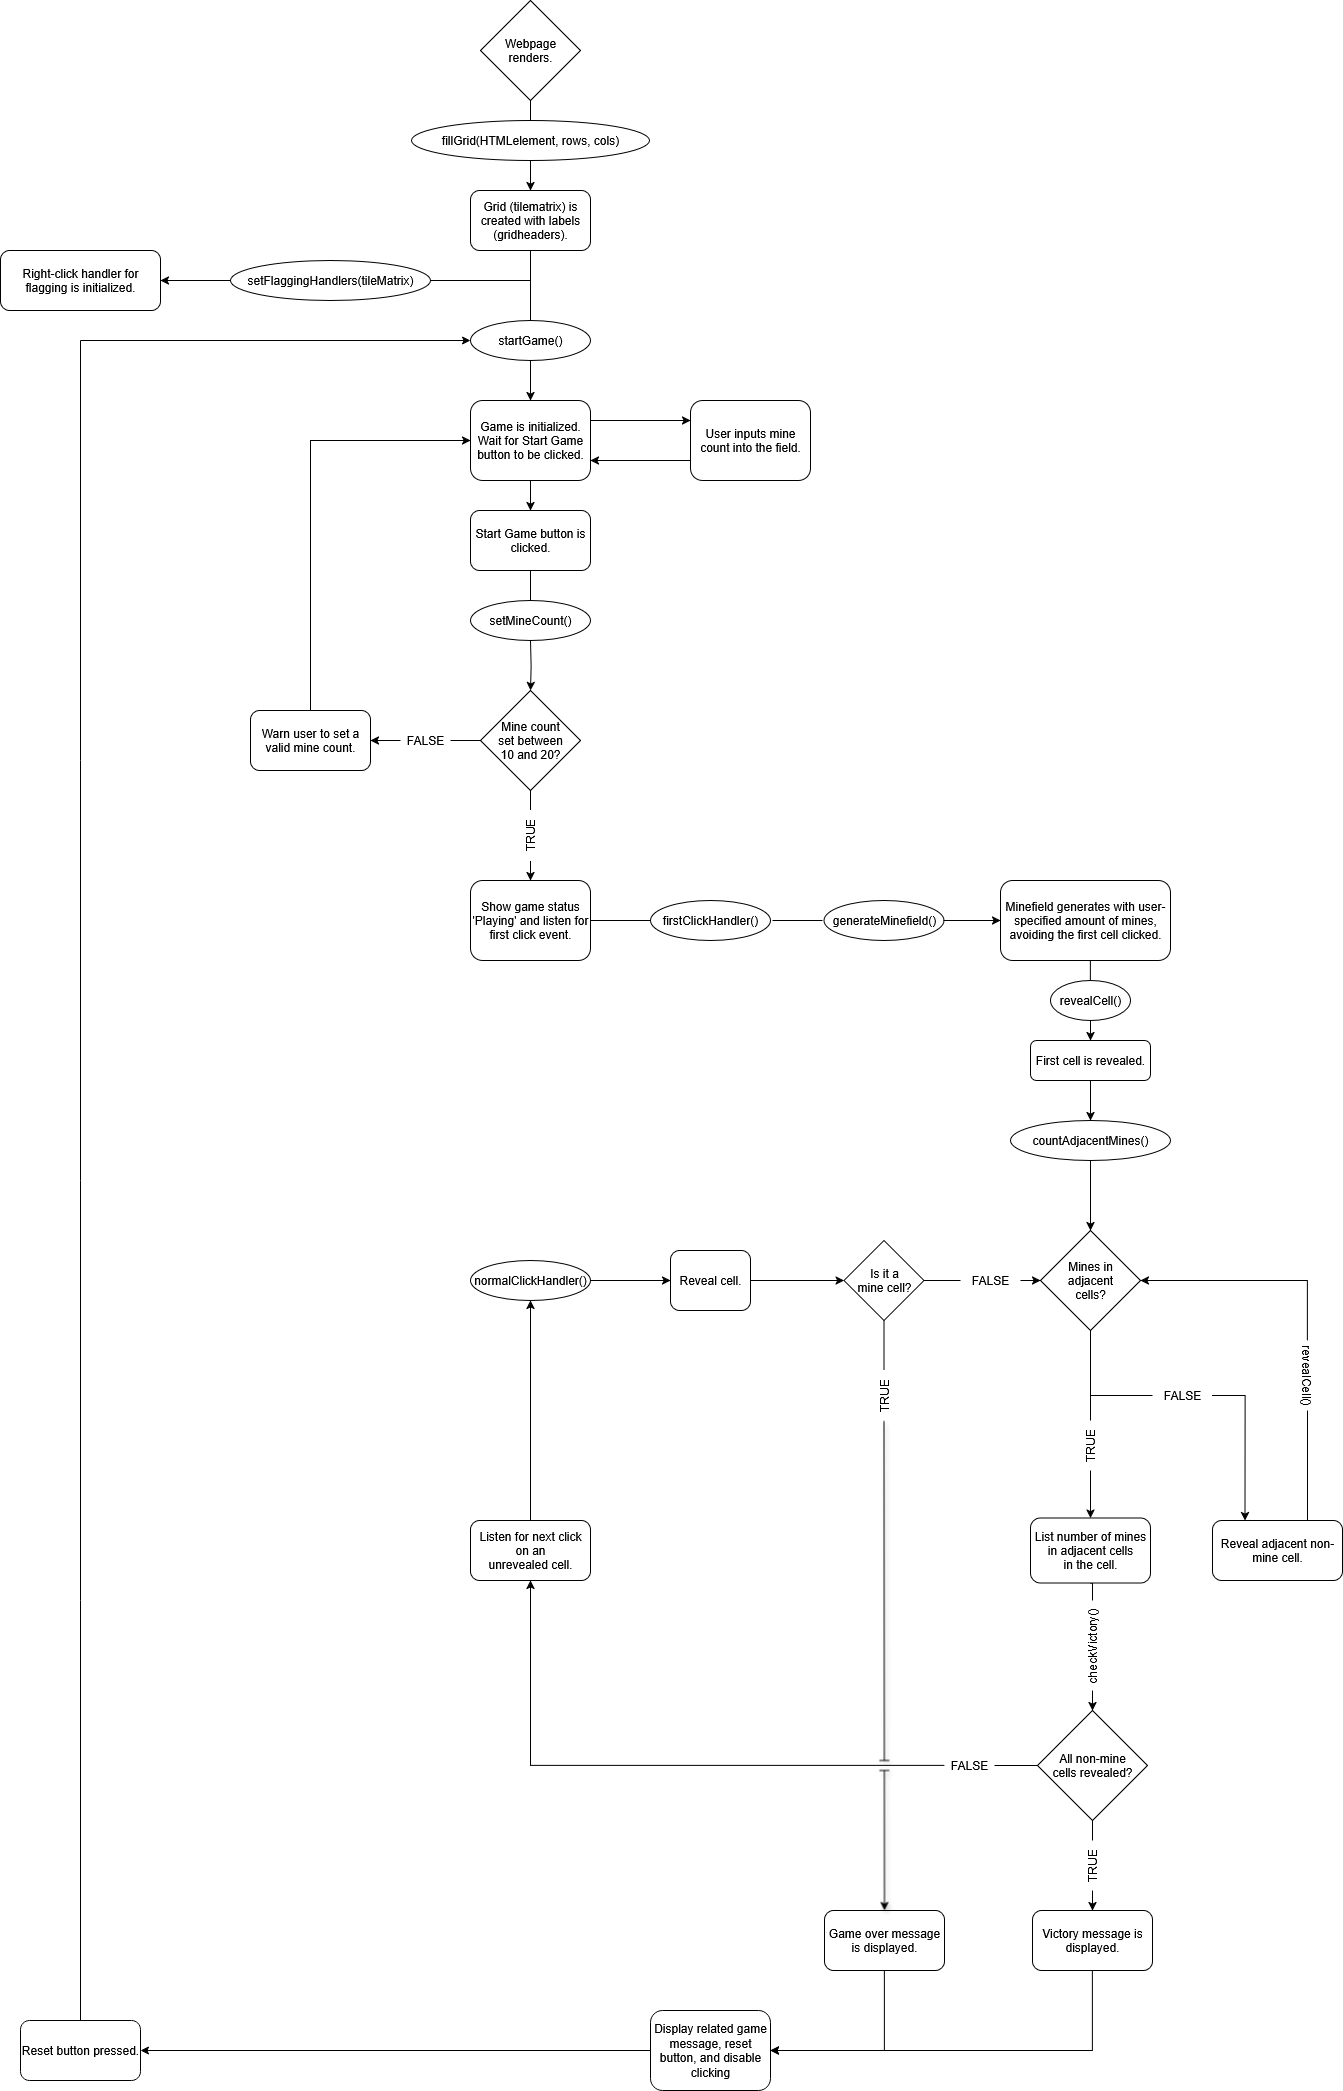 Webpage
renders.
fillGrid(HTMLelement, rows, cols)
Grid (tilematrix) is
created with labels
(gridheaders).
Right-click handler for
flagging is initialized.
setFlaggingHandlers(tileMatrix)
startGame()
Game is initialized.
Wait for Start Game
button to be clicked.
User inputs mine
count into the field.
Start Game button is
clicked.
setMineCount()
Mine count
set between
10 and 20?
FALSE
Warn user to set a
valid mine count.
TRUE
Show game status
'Playing' and listen for
first click event.
firstClickHandler()
generateMinefield()
Minefield generates with user-
specified amount of mines,
avoiding the first cell clicked.
revealCell()
First cell is revealed.
countAdjacentMines()
normalClickHandler()
Reveal cell.
Is it a
mine cell?
FALSE
Mines in
adjacent
cells?
revealCell()
TRUE
FALSE
TRUE
Listen for next click
on an
unrevealed cell.
List number of mines
in adjacent cells
in the cell.
Reveal adjacent non-
mine cell.
checkVictory()
FALSE
All non-mine
cells revealed?
TRUE
Game over message
is displayed.
Victory message is
displayed.
Reset button pressed.
Display related game
message, reset
button, and disable
clicking